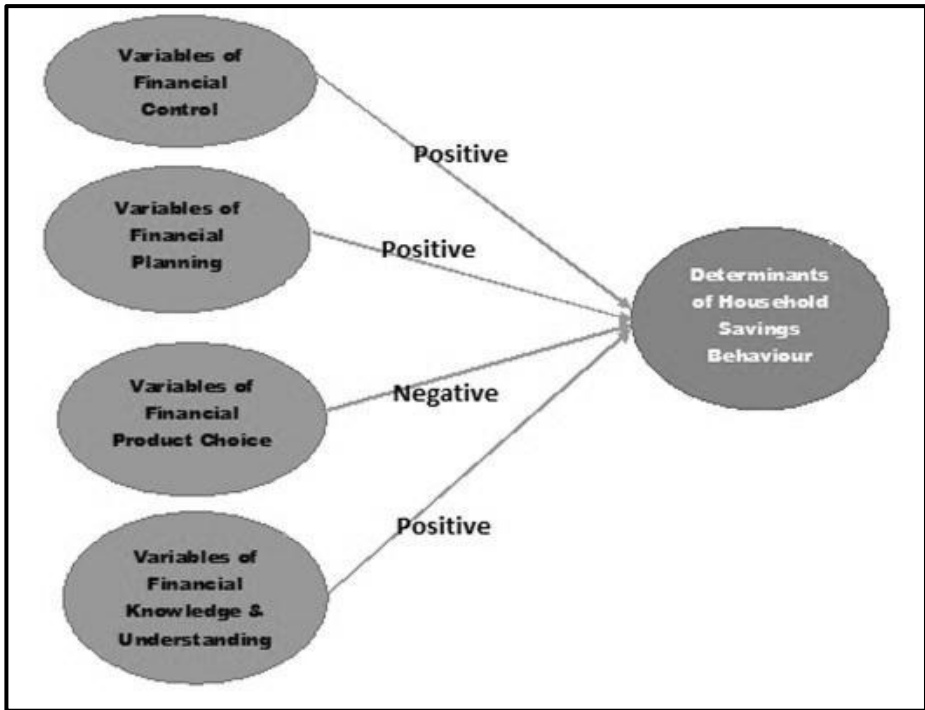 Variables of
Financial
Control
Positive
Variables of
Financial
Planning
Positive
Determinants
of Household
Savings
Behaviour
Variables of
Financial
Product Choice
Negative
Variables of
Financial
Knowledge &
Understanding
Positive